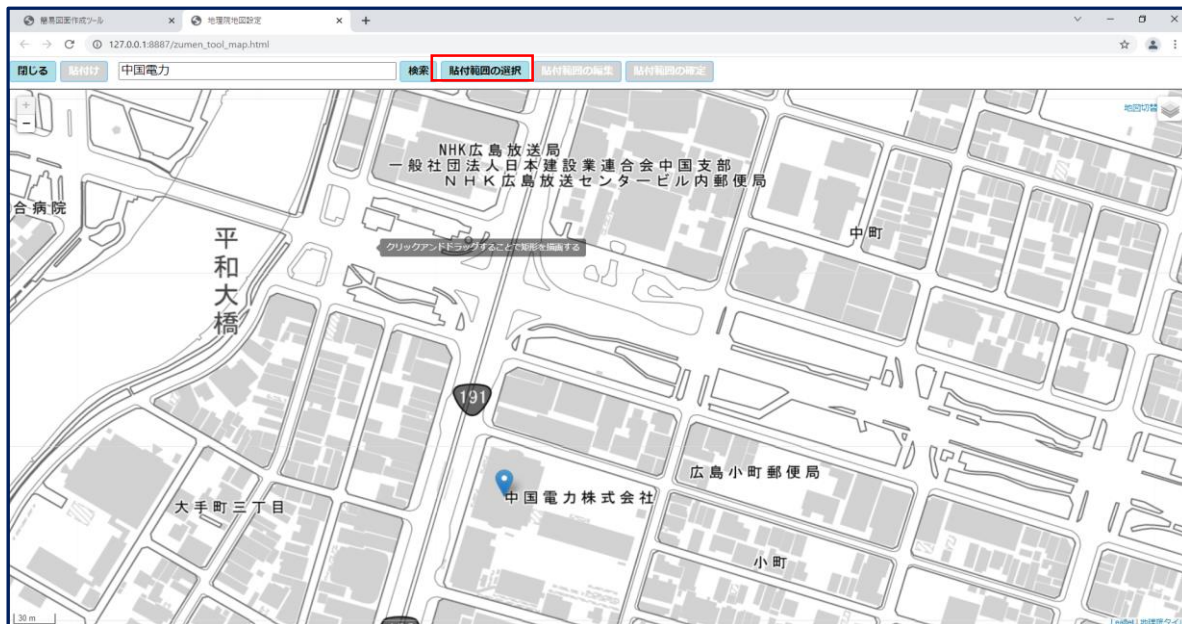 簡易図面作成ツール
地理院地図設定
127.0.0.1:8887/zumen_tool_map.html
閉じる 貼付け 中国電力 検索 貼付範囲の選択 貼付範囲の編集 貼付範囲の確定
地図切替
NHK広島放送局
一般社団法人日本建設業連合会中国支部
NHK広島放送センタービル内郵便局
合病院
中町
平和大橋
クリックアンドドラッグすることで矩形を描画する
191
広島小町郵便局
中国電力株式会社
大手町三丁目
小町
30 m
Leaflet | 地理院タイル